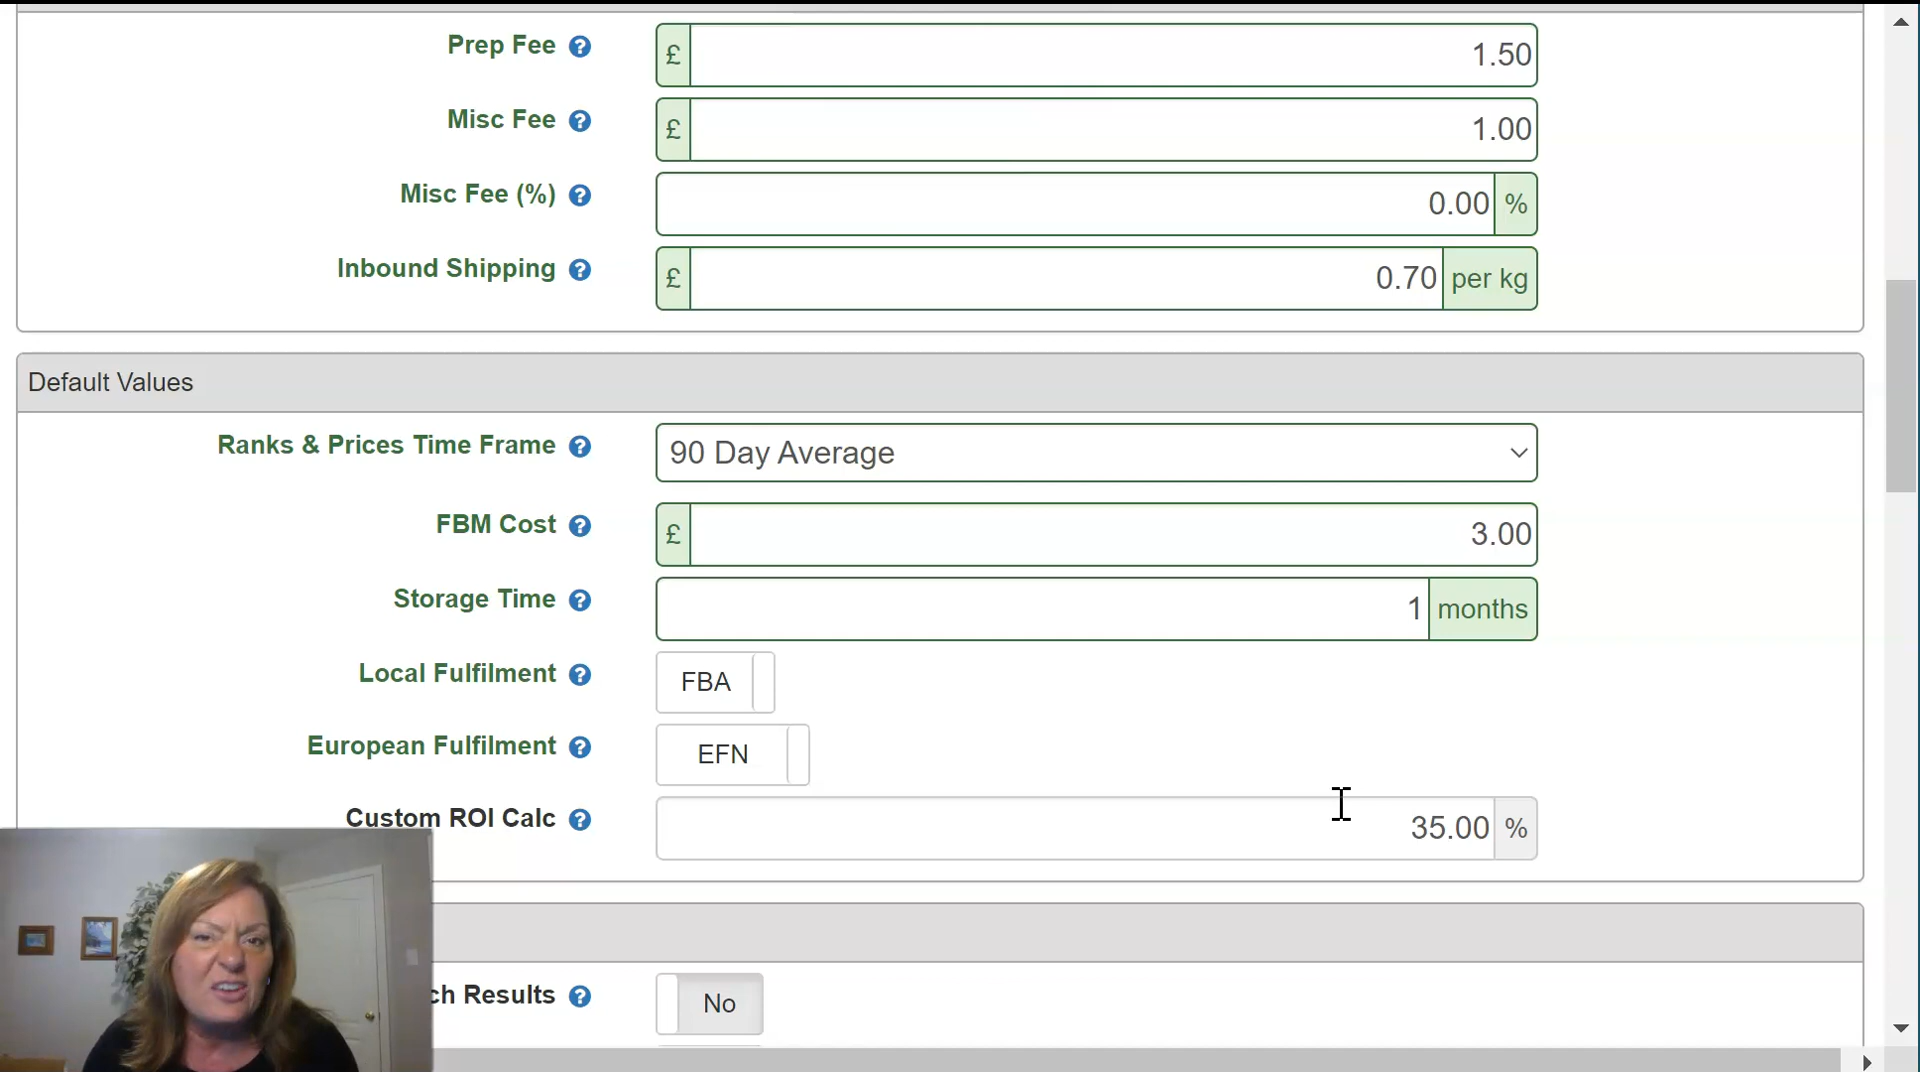 Prep Fee ? £ 1.50
Misc Fee ? £ 1.00
Misc Fee (%) ? 0.00 %
Inbound Shipping ? £ 0.70 per kg
Default Values
Ranks & Prices Time Frame ? 90 Day Average
FBM Cost ? £ 3.00
Storage Time ? 1 months
Local Fulfilment ? FBA
European Fulfilment ? EFN
Custom ROI Calc ? 35.00 %
Results ? No